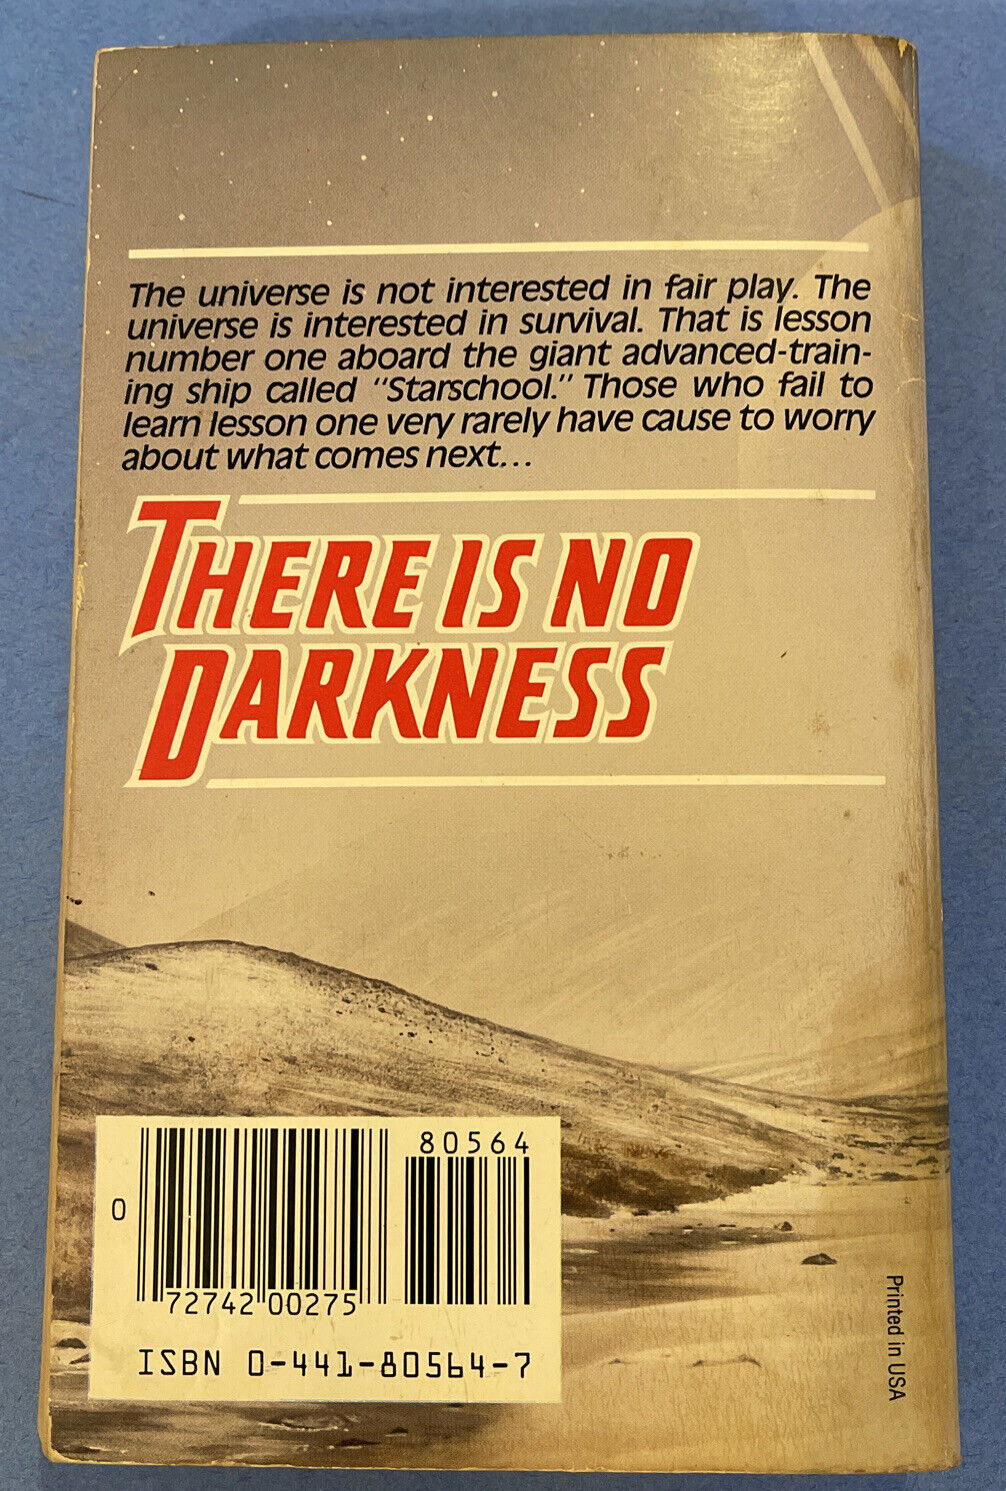 The universe is not interested in fair play. The
universe is interested in survival. That is lesson
number one aboard the giant advanced-train-
ing ship called "Starschool." Those who fail to
learn lesson one very rarely have cause to worry
about what comes next...
THERE IS NO
DARKNESS
80564
0
72742 00275
ISBN 0-441-80564-7
Printed in USA